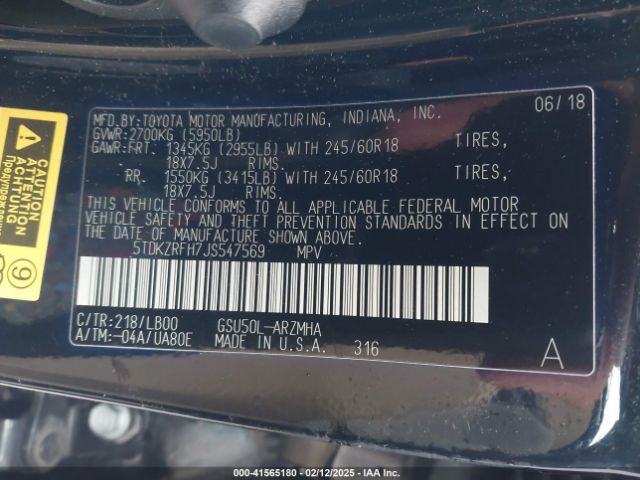 MFD.BY:TOYOTA MOTOR MANUFACTURING, INDIANA, INC. 06/18
GVWR:2700KG (5950LB)
GAWR:FRT. 1345KG (2955LB) WITH 245/60R18 TIRES,
18X7.5J RIMS.
RR. 1550KG (3415LB) WITH 245/60R18 TIRES,
18X7.5J RIMS.
THIS VEHICLE CONFORMS TO ALL APPLICABLE FEDERAL MOTOR
VEHICLE SAFETY AND THEFT PREVENTION STANDARDS IN EFFECT ON
THE DATE OF MANUFACTURE SHOWN ABOVE.
5TDKZRFH7JS547569 MPV
C/TR:218/LB00 GSU50L-ARZMHA
A/TM:-04A/UA80E MADE IN U.S.A. 316 A
CAUTION
ATTENTION
ACHTUNG
9
000-41565180 - 02/12/2025 - IAA Inc.